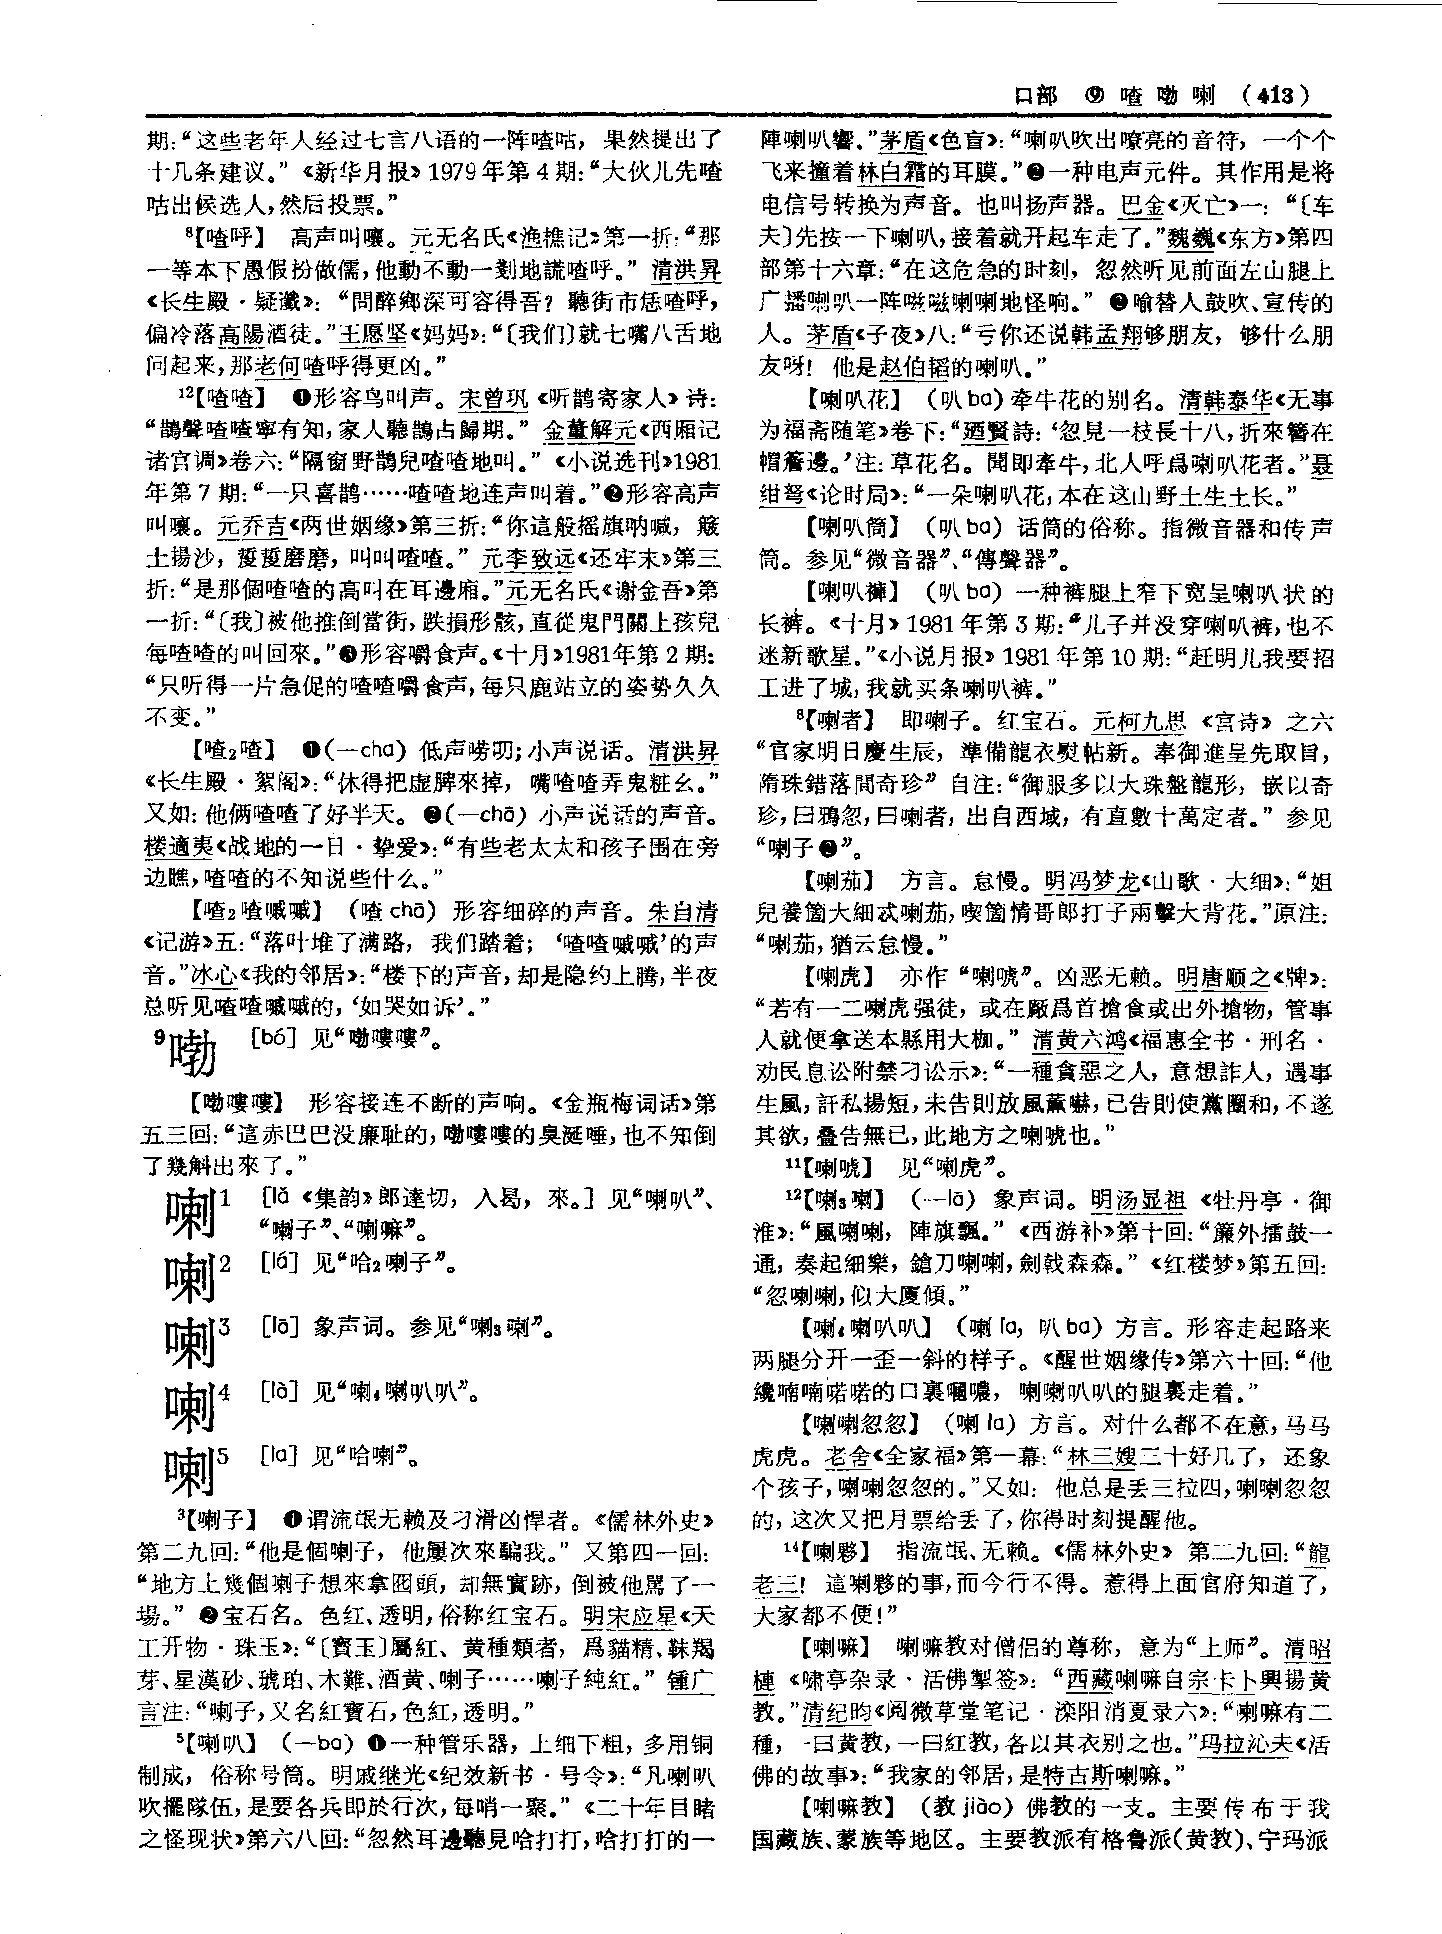 口部 ⑨ 喳 嘞 喇 （413）
期：“这些老年人经过七言八语的一阵喳咕，果然提出了
十几条建议。”《新华月报》1979年第4期：“大伙儿先喳
咕出候选人，然后投票。”
⁸【喳呼】 高声叫嚷。元无名氏《渔樵记》第一折：“那
一等本下愚假扮做儒，他動不動一剗地謊喳呼。”清洪昇
《长生殿·疑谶》：“問醉鄉深可容得吾？聽街市恁喳呼，
偏冷落高陽酒徒。”王愿坚《妈妈》：“〔我们〕就七嘴八舌地
问起来，那老何喳呼得更凶。”
¹²【喳喳】 ❶形容鸟叫声。宋曾巩《听鹊寄家人》诗：
“鵲聲喳喳寧有知，家人聽鵲占歸期。”金董解元《西厢记
诸宫调》卷六：“隔窗野鵲兒喳喳地叫。”《小说选刊》1981
年第7期：“一只喜鹊……喳喳地连声叫着。”❷形容高声
叫嚷。元乔吉《两世姻缘》第三折：“你這般摇旗呐喊，簸
土揚沙，躞躞磨磨，叫叫喳喳。”元李致远《还牢末》第三
折：“是那個喳喳的高叫在耳邊廂。”元无名氏《谢金吾》第
一折：“〔我〕被他推倒當街，跌損形骸，直從鬼門關上孩兒
每喳喳的叫回來。”❸形容嚼食声。《十月》1981年第2期：
“只听得一片急促的喳喳嚼食声，每只鹿站立的姿势久久
不变。”
【喳₂喳】 ❶（—cha）低声唠叨；小声说话。清洪昇
《长生殿·絮阁》：“休得把虚脾來掉，嘴喳喳弄鬼粧幺。”
又如：他俩喳喳了好半天。❷（—chā）小声说话的声音。
楼適夷《战地的一日·挚爱》：“有些老太太和孩子围在旁
边瞧，喳喳的不知说些什么。”
【喳₂喳嘁嘁】（喳chā）形容细碎的声音。朱自清
《记游》五：“落叶堆了满路，我们踏着；‘喳喳嘁嘁’的声
音。”冰心《我的邻居》：“楼下的声音，却是隐约上腾，半夜
总听见喳喳嘁嘁的，‘如哭如诉’。”
⁹嘞 ［bó］见“嘞嘍嘍”。
【嘞嘍嘍】 形容接连不断的声响。《金瓶梅词话》第
五三回：“這赤巴巴没廉耻的，嘞嘍嘍的臭涎唾，也不知倒
了幾斛出來了。”
喇¹ ［lǎ《集韵》郎達切，入曷，來。］见“喇叭”、
“喇子”、“喇嘛”。
喇² ［lá］见“哈₂喇子”。
喇³ ［lā］象声词。参见“喇₃喇”。
喇⁴ ［là］见“喇₄喇叭叭”。
喇⁵ ［la］见“哈喇”。
³【喇子】 ❶谓流氓无赖及刁滑凶悍者。《儒林外史》
第二九回：“他是個喇子，他屢次來騙我。”又第四一回：
“地方上幾個喇子想來拿囮頭，却無實跡，倒被他駡了一
場。”❷宝石名。色红、透明，俗称红宝石。明宋应星《天
工开物·珠玉》：“〔寶玉〕屬紅、黄種類者，爲貓精、靺羯
芽、星漢砂、琥珀、木難、酒黄、喇子……喇子純紅。”锺广
言注：“喇子，又名紅寶石，色紅，透明。”
⁵【喇叭】（—ba）❶一种管乐器，上细下粗，多用铜
制成，俗称号筒。明戚继光《纪效新书·号令》：“凡喇叭
吹擺隊伍，是要各兵即於行次，每哨一聚。”《二十年目睹
之怪现状》第六八回：“忽然耳邊聽見哈打打，哈打打的一
陣喇叭響。”茅盾《色盲》：“喇叭吹出嘹亮的音符，一个个
飞来撞着林白霜的耳膜。”❷一种电声元件。其作用是将
电信号转换为声音。也叫扬声器。巴金《灭亡》一：“〔车
夫〕先按一下喇叭，接着就开起车走了。”魏巍《东方》第四
部第十六章：“在这危急的时刻，忽然听见前面左山腿上
广播喇叭一阵嗞嗞喇喇地怪响。”❷喻替人鼓吹、宣传的
人。茅盾《子夜》八：“亏你还说韩孟翔够朋友，够什么朋
友呀！他是赵伯韬的喇叭。”
【喇叭花】（叭ba）牵牛花的别名。清韩泰华《无事
为福斋随笔》卷下：“廼賢詩：‘忽見一枝長十八，折來簪在
帽簷邊。’注：草花名。聞即牽牛，北人呼爲喇叭花者。”聂
绀弩《论时局》：“一朵喇叭花，本在这山野土生土长。”
【喇叭筒】（叭ba）话筒的俗称。指微音器和传声
筒。参见“微音器”、“傳聲器”。
【喇叭褲】（叭ba）一种裤腿上窄下宽呈喇叭状的
长裤。《十月》1981年第3期：“儿子并没穿喇叭裤，也不
迷新歌星。”《小说月报》1981年第10期：“赶明儿我要招
工进了城，我就买条喇叭裤。”
⁸【喇者】 即喇子。红宝石。元柯九思《宫诗》之六
“官家明日慶生辰，準備龍衣熨帖新。奉御進呈先取旨，
隋珠錯落間奇珍”自注：“御服多以大珠盤龍形，嵌以奇
珍，曰鴉忽，曰喇者，出自西域，有直數十萬定者。”参见
“喇子❷”。
【喇茄】 方言。怠慢。明冯梦龙《山歌·大细》：“姐
兒養箇大細忒喇茄，喫箇情哥郎打子兩擊大背花。”原注：
“喇茄，猶云怠慢。”
【喇虎】 亦作“喇唬”。凶恶无赖。明唐顺之《牌》：
“若有一二喇虎强徒，或在厰爲首搶食或出外搶物，管事
人就便拿送本縣用大枷。”清黄六鸿《福惠全书·刑名·
劝民息讼附禁刁讼示》：“一種貪惡之人，意想詐人，遇事
生風，訐私揚短，未告則放風薰嚇，已告則使黨圈和，不遂
其欲，叠告無已，此地方之喇唬也。”
¹¹【喇唬】 见“喇虎”。
¹²【喇₃喇】（—lā）象声词。明汤显祖《牡丹亭·御
淮》：“風喇喇，陣旗飄。”《西游补》第十回：“簾外擂鼓一
通，奏起细樂，鎗刀喇喇，劍戟森森。”《红楼梦》第五回：
“忽喇喇，似大廈傾。”
【喇₄喇叭叭】（喇la，叭ba）方言。形容走起路来
两腿分开一歪一斜的样子。《醒世姻缘传》第六十回：“他
纔喃喃喏喏的口裏嘓噥，喇喇叭叭的腿裏走着。”
【喇喇忽忽】（喇la）方言。对什么都不在意，马马
虎虎。老舍《全家福》第一幕：“林三嫂二十好几了，还象
个孩子，喇喇忽忽的。”又如：他总是丢三拉四，喇喇忽忽
的，这次又把月票给丢了，你得时刻提醒他。
¹⁴【喇夥】 指流氓、无赖。《儒林外史》第二九回：“龍
老三！這喇夥的事，而今行不得。惹得上面官府知道了，
大家都不便！”
【喇嘛】 喇嘛教对僧侣的尊称，意为“上师”。清昭
槤《啸亭杂录·活佛掣签》：“西藏喇嘛自宗卡卜興揚黄
教。”清纪昀《阅微草堂笔记·滦阳消夏录六》：“喇嘛有二
種，一曰黄教，一曰紅教，各以其衣别之也。”玛拉沁夫《活
佛的故事》：“我家的邻居，是特古斯喇嘛。”
【喇嘛教】（教jiào）佛教的一支。主要传布于我
国藏族、蒙族等地区。主要教派有格鲁派（黄教）、宁玛派